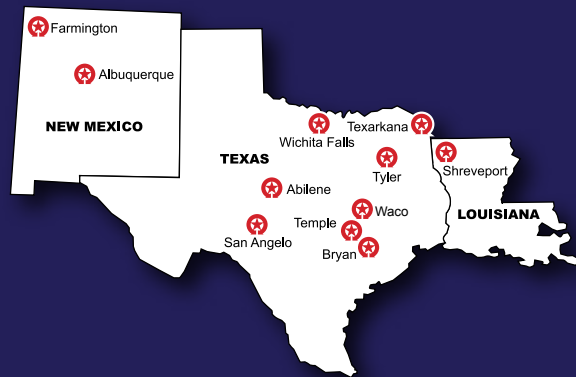 Farmington
Albuquerque
NEW MEXICO
Wichita Falls
Texarkana
TEXAS
Tyler
Shreveport
Abilene
Waco
LOUISIANA
Temple
San Angelo
Bryan